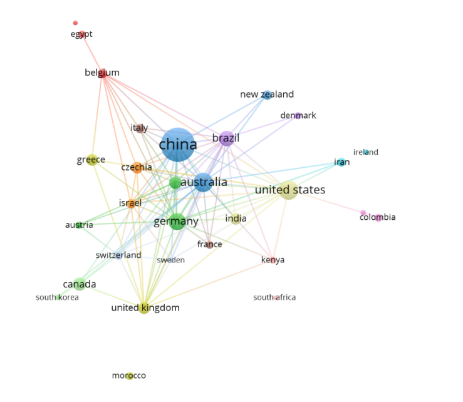 egypt
belgium
new zealand
denmark
italy
brazil
china
ireland
greece
iran
czechia
australia
united states
israel
colombia
germany
india
austria
france
switzerland
sweden
kenya
canada
south korea
south africa
united kingdom
morocco